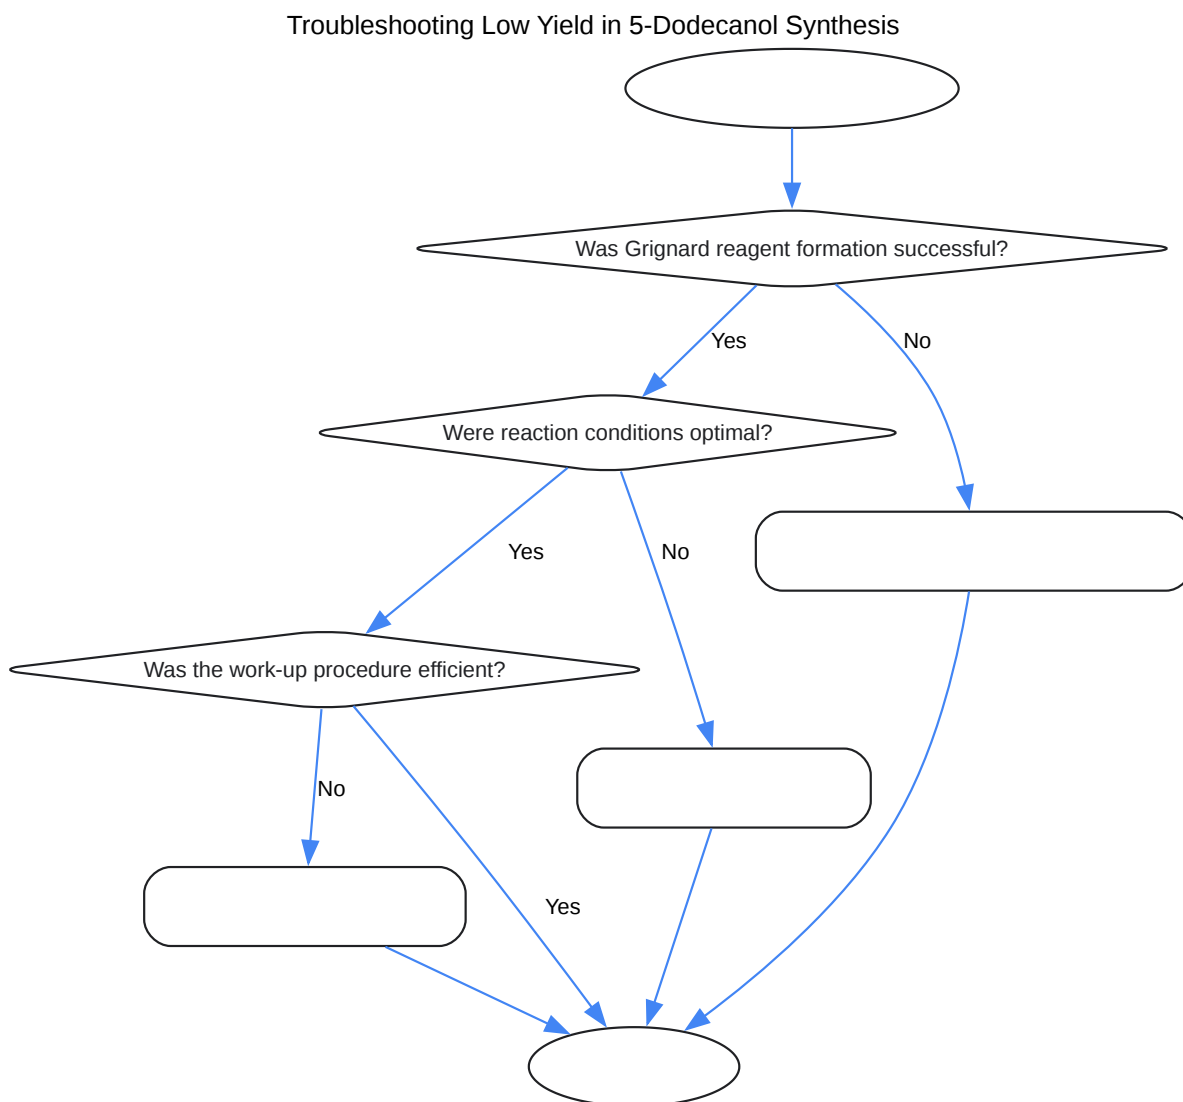 Troubleshooting Low Yield in 5-Dodecanol Synthesis
Was Grignard reagent formation successful?
Yes
No
Were reaction conditions optimal?
Yes
No
Was the work-up procedure efficient?
No
Yes